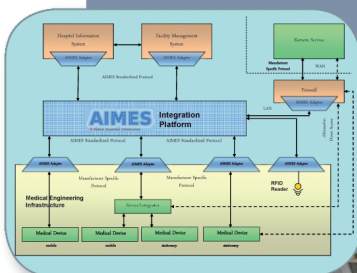 Hospital Information
System
Facility Management
System
Remote Service
AIMES Adapter
AIMES Adapter
Manufacturer
Specific Protocol
WAN
AIMES Standardized Protocol
Firewall
AIMES Adapter
LAN
AIMES
Integration
Platform
AIMES Standardized Protocol
AIMES Standardized Protocol
AIMES Adapter
AIMES Adapter
AIMES Adapter
AIMES Adapter
Manufacturer Specific
Protocol
Manufacturer Specific
Protocol
RFID
Reader
Medical Engineering
Infrastructure
Device Integrator
Medical Device
Medical Device
Medical Device
Medical Device
mobile
mobile
stationary
stationary